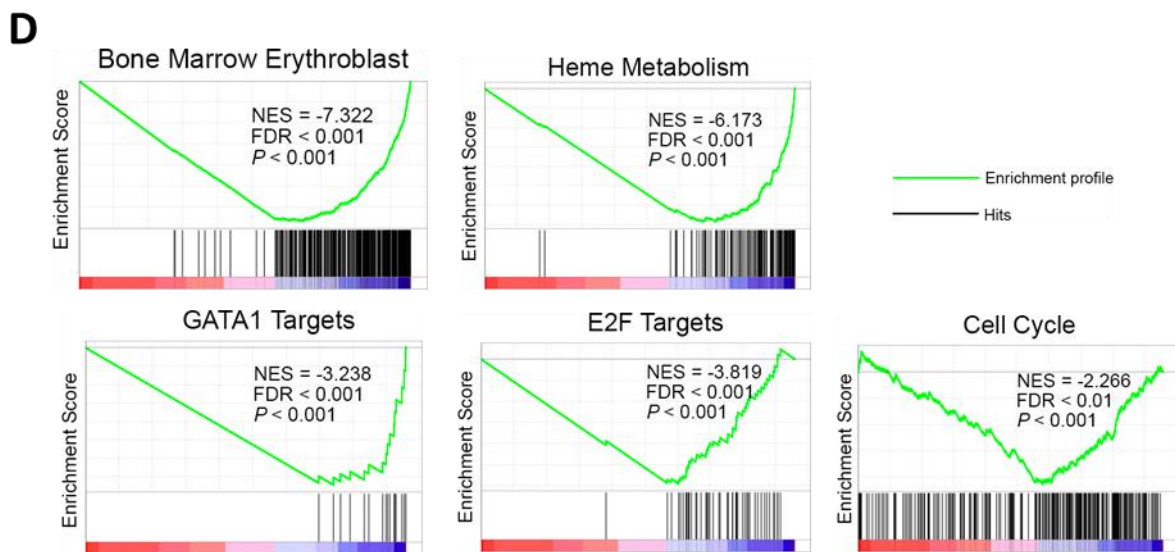 D
Bone Marrow Erythroblast
Enrichment Score
NES = -7.322
FDR < 0.001
P < 0.001
Heme Metabolism
Enrichment Score
NES = -6.173
FDR < 0.001
P < 0.001
Enrichment profile
Hits
GATA1 Targets
Enrichment Score
NES = -3.238
FDR < 0.001
P < 0.001
E2F Targets
Enrichment Score
NES = -3.819
FDR < 0.001
P < 0.001
Cell Cycle
Enrichment Score
NES = -2.266
FDR < 0.01
P < 0.001